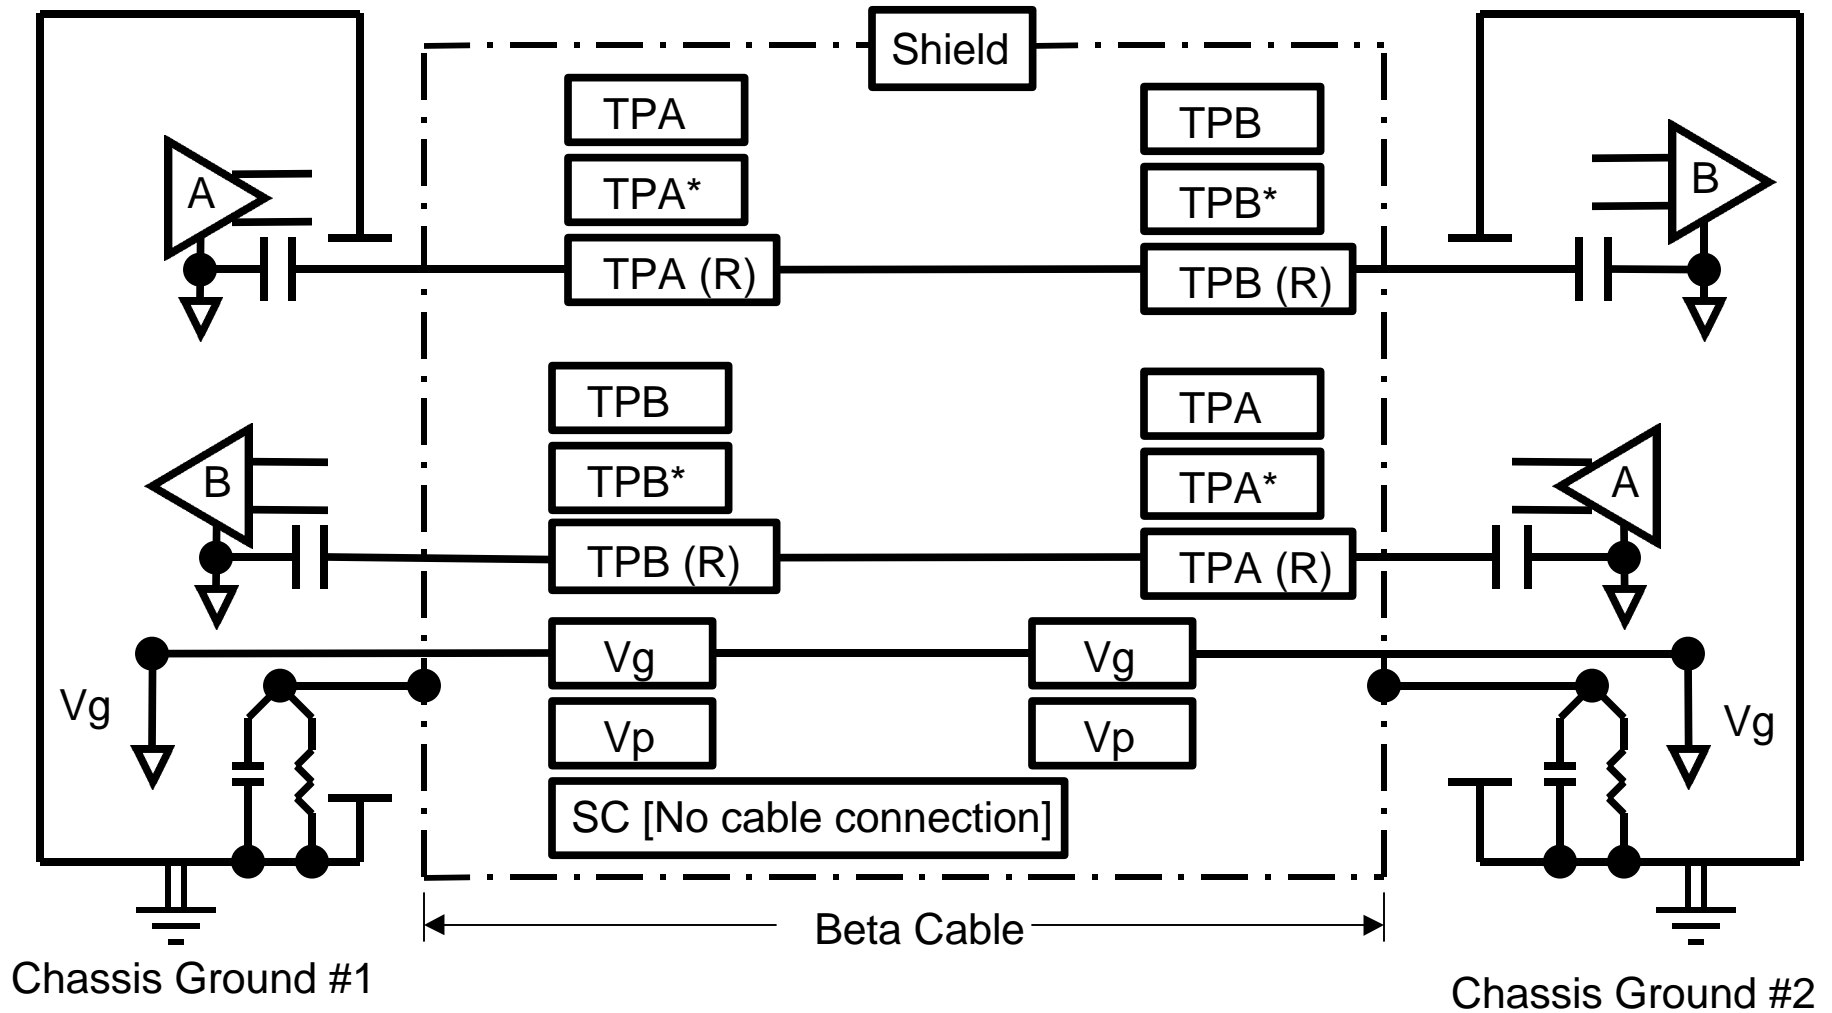 Shield
TPA
TPB
A
B
TPA*
TPB*
TPA (R)
TPB (R)
TPB
TPA
B
A
TPB*
TPA*
TPB (R)
TPA (R)
Vg
Vg
Vg
Vg
Vp
Vp
SC [No cable connection]
Beta Cable
Chassis Ground #1
Chassis Ground #2